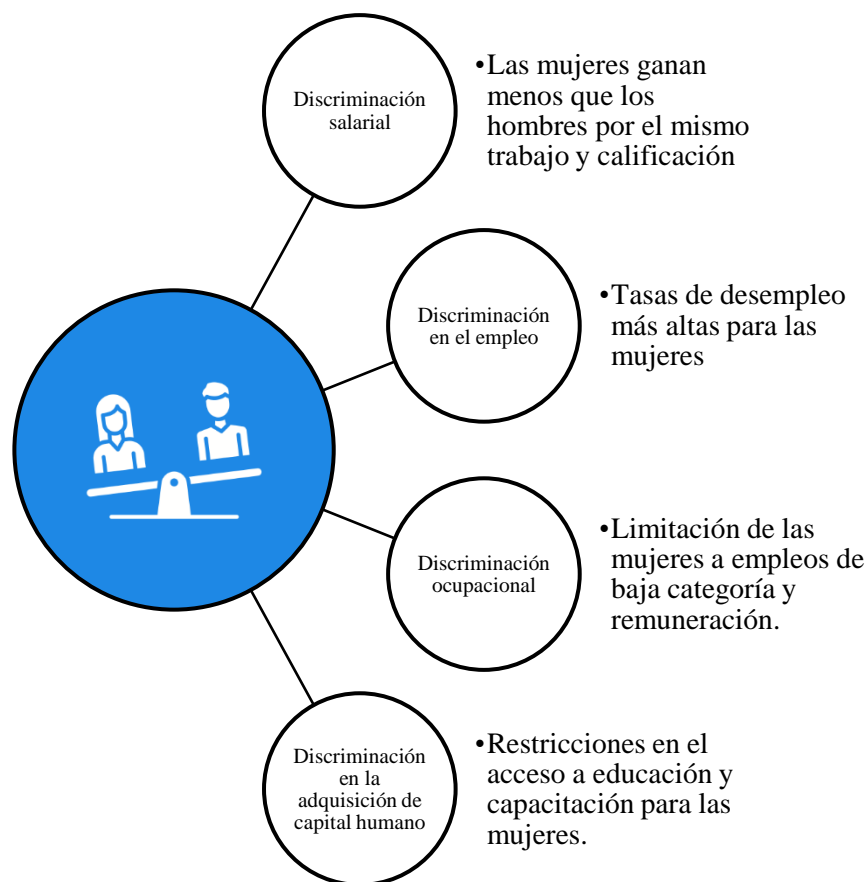 Discriminación
salarial
•Las mujeres ganan
menos que los
hombres por el mismo
trabajo y calificación
Discriminación
en el empleo
•Tasas de desempleo
más altas para las
mujeres
Discriminación
ocupacional
•Limitación de las
mujeres a empleos de
baja categoría y
remuneración.
Discriminación
en la
adquisición de
capital humano
•Restricciones en el
acceso a educación y
capacitación para las
mujeres.